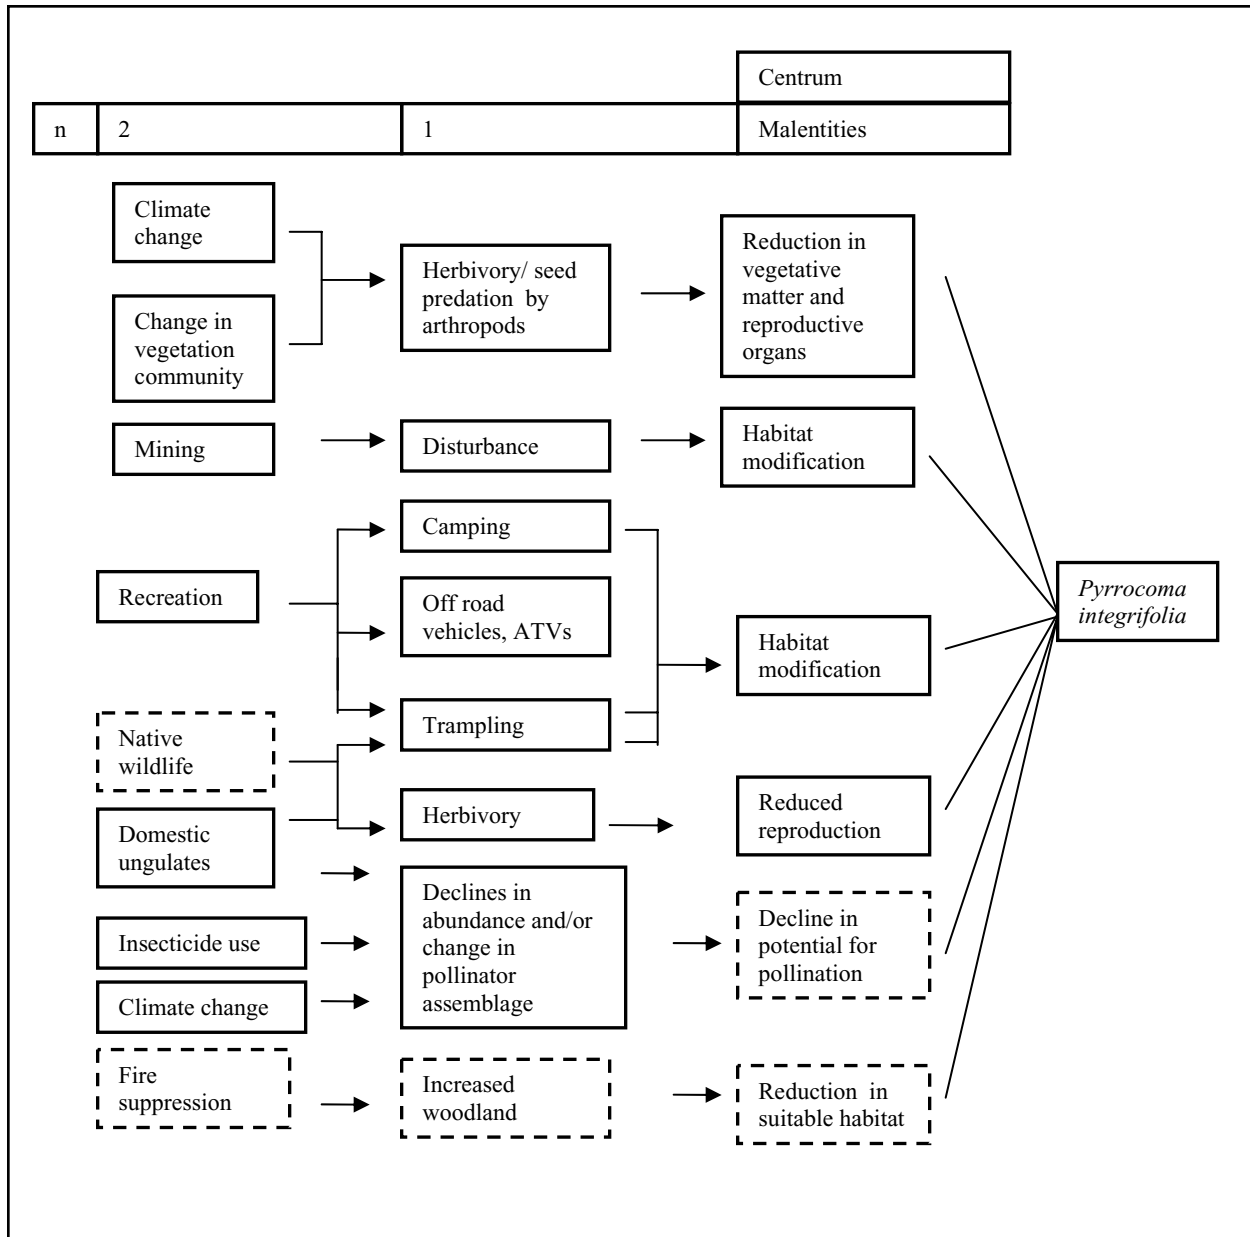 Centrum
n
2
1
Malentities
Climate
change
Change in
vegetation
community
Herbivory/ seed
predation by
arthropods
Reduction in
vegetative
matter and
reproductive
organs
Mining
Disturbance
Habitat
modification
Recreation
Camping
Off road
vehicles, ATVs
Trampling
Habitat
modification
Pyrrocoma
integrifolia
Native
wildlife
Domestic
ungulates
Herbivory
Reduced
reproduction
Insecticide use
Climate change
Declines in
abundance and/or
change in
pollinator
assemblage
Decline in
potential for
pollination
Fire
suppression
Increased
woodland
Reduction in
suitable habitat